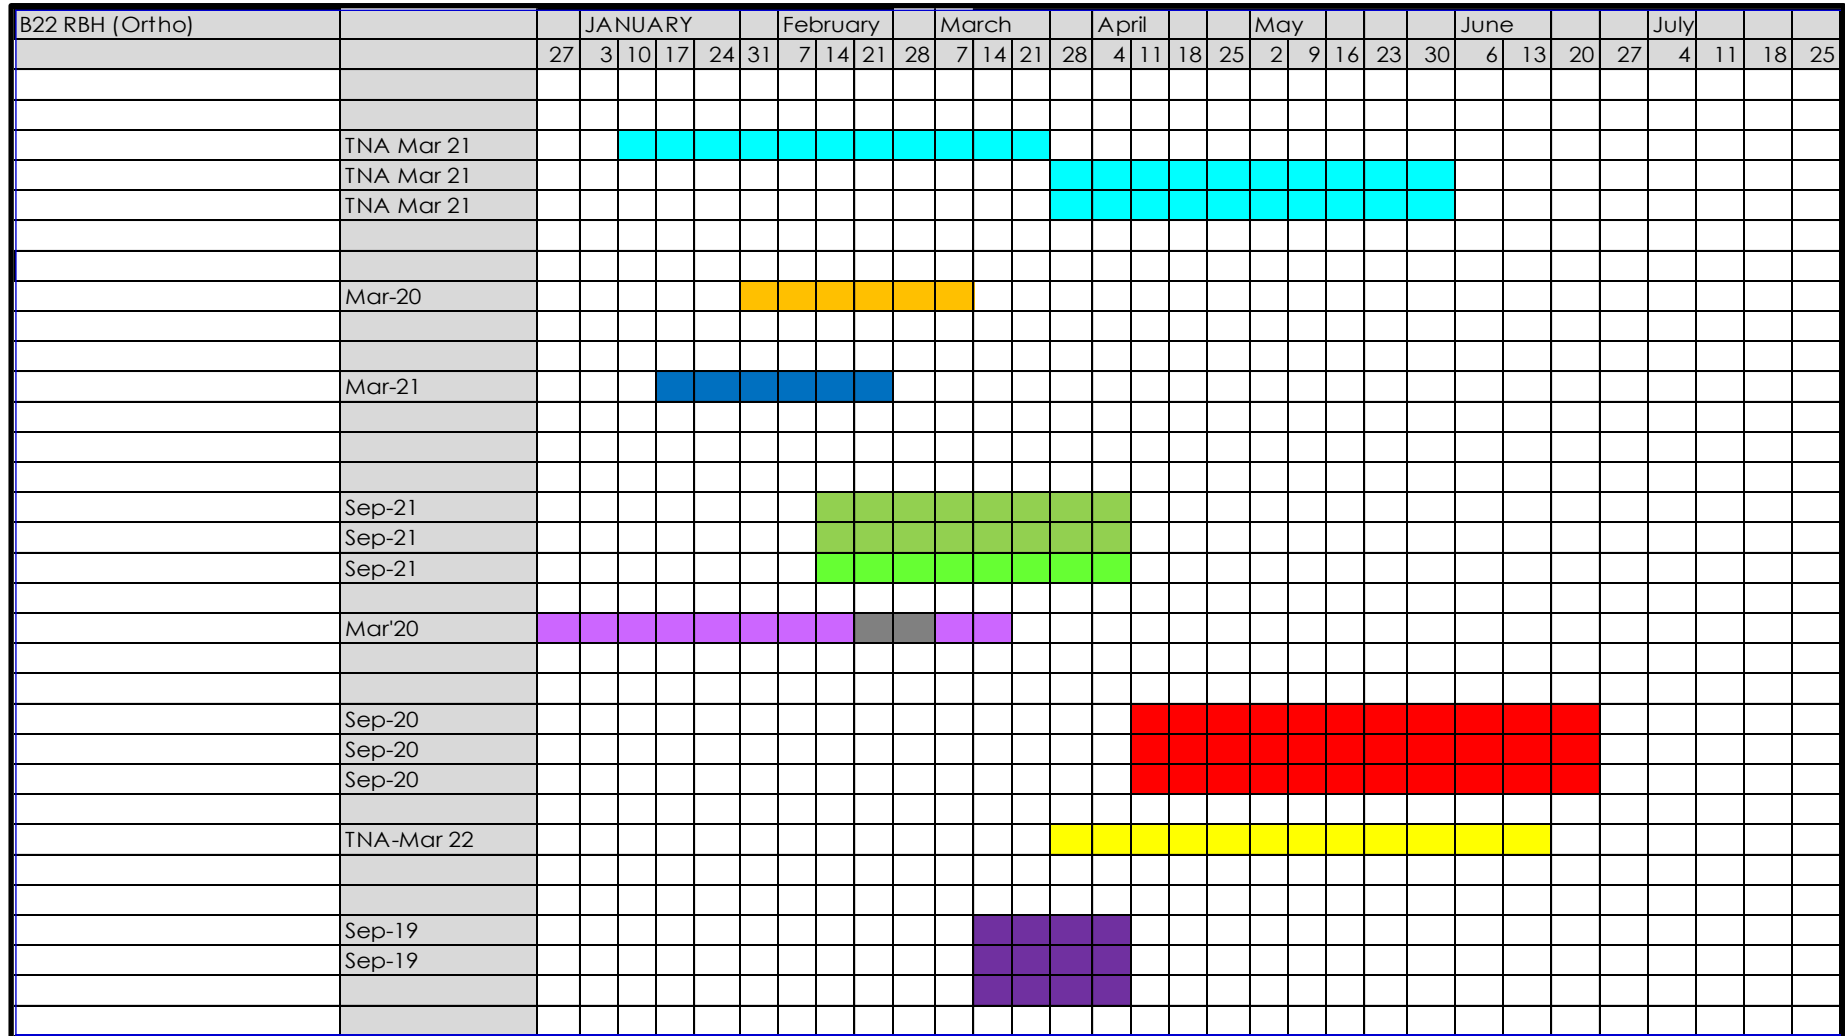 B22 RBH (Ortho) JANUARY February March April May June July
27 3 10 17 24 31 7 14 21 28 7 14 21 28 4 11 18 25 2 9 16 23 30 6 13 20 27 4 11 18 25
TNA Mar 21
TNA Mar 21
TNA Mar 21
Mar-20
Mar-21
Sep-21
Sep-21
Sep-21
Mar'20
Sep-20
Sep-20
Sep-20
TNA-Mar 22
Sep-19
Sep-19